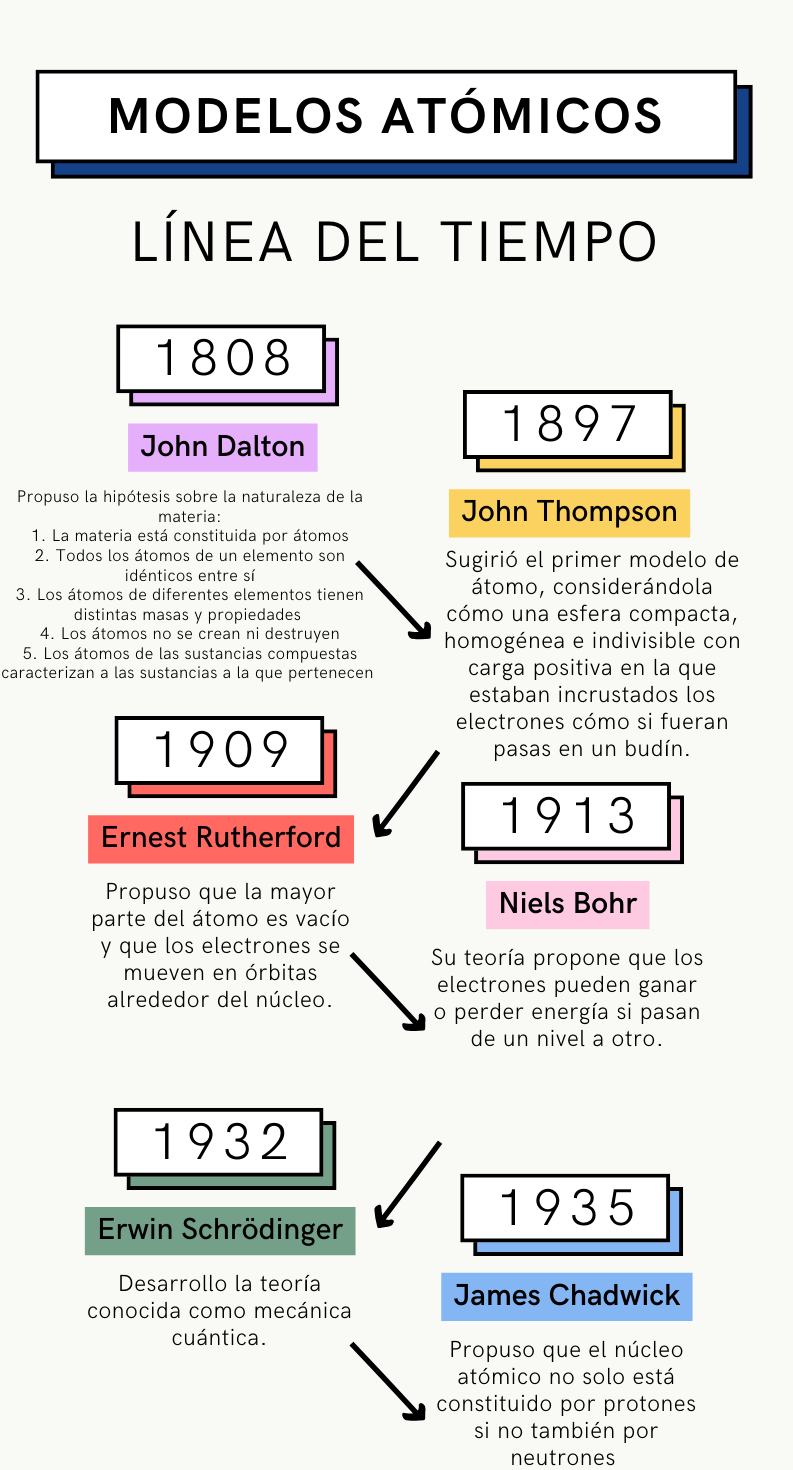 MODELOS ATÓMICOS
LÍNEA DEL TIEMPO
1808
John Dalton
Propuso la hipótesis sobre la naturaleza de la
materia:
1. La materia está constituida por átomos
2. Todos los átomos de un elemento son
idénticos entre sí
3. Los átomos de diferentes elementos tienen
distintas masas y propiedades
4. Los átomos no se crean ni destruyen
5. Los átomos de las sustancias compuestas
caracterizan a las sustancias a la que pertenecen
1897
John Thompson
Sugirió el primer modelo de
átomo, considerándola
cómo una esfera compacta,
homogénea e indivisible con
carga positiva en la que
estaban incrustados los
electrones cómo si fueran
pasas en un budín.
1909
Ernest Rutherford
Propuso que la mayor
parte del átomo es vacío
y que los electrones se
mueven en órbitas
alrededor del núcleo.
1913
Niels Bohr
Su teoría propone que los
electrones pueden ganar
o perder energía si pasan
de un nivel a otro.
1932
Erwin Schrödinger
Desarrollo la teoría
conocida como mecánica
cuántica.
1935
James Chadwick
Propuso que el núcleo
atómico no solo está
constituido por protones
si no también por
neutrones